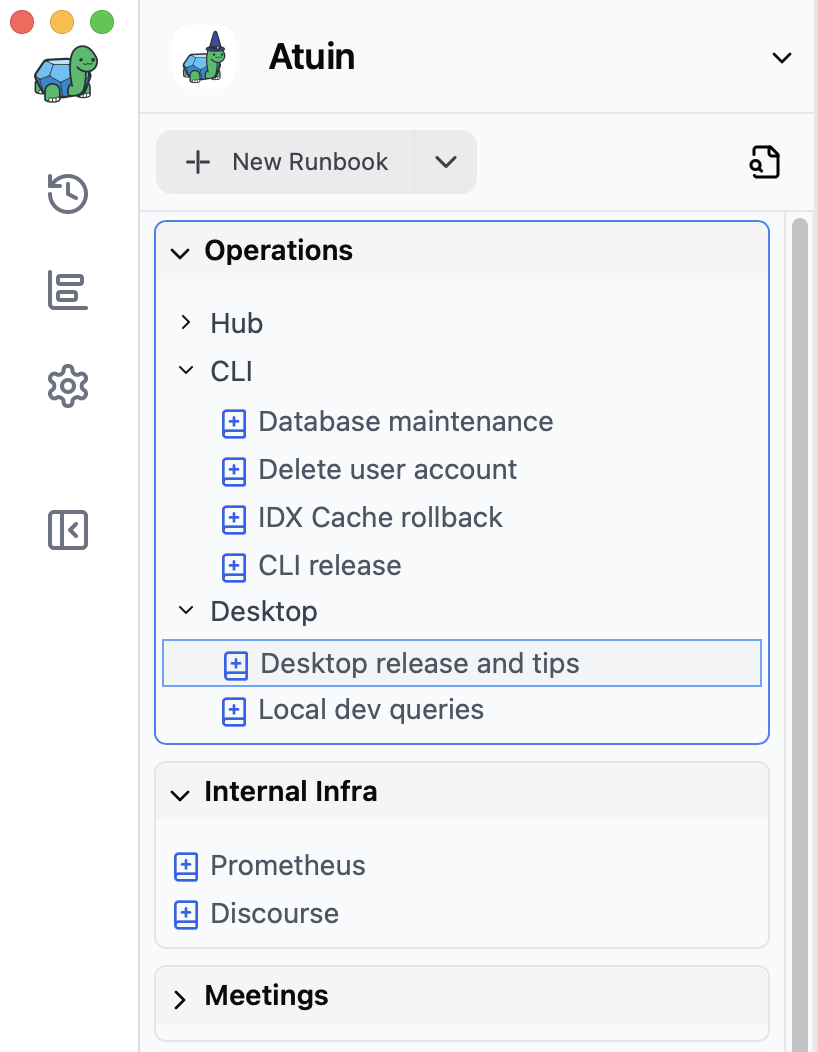 Atuin
New Runbook
Operations
Hub
CLI
Database maintenance
Delete user account
IDX Cache rollback
CLI release
Desktop
Desktop release and tips
Local dev queries
Internal Infra
Prometheus
Discourse
Meetings